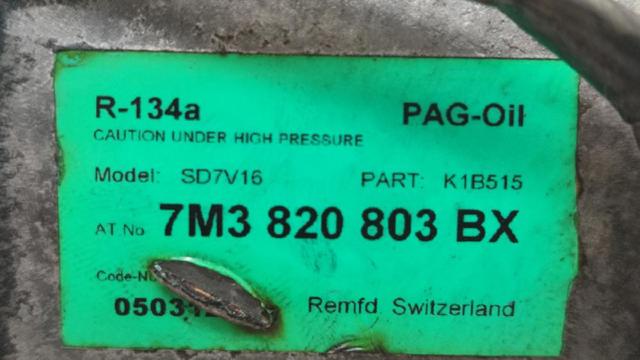 R-134a PAG-Oil
CAUTION UNDER HIGH PRESSURE
Model: SD7V16 PART: K1B515
AT.No 7M3 820 803 BX
Remfd. Switzerland